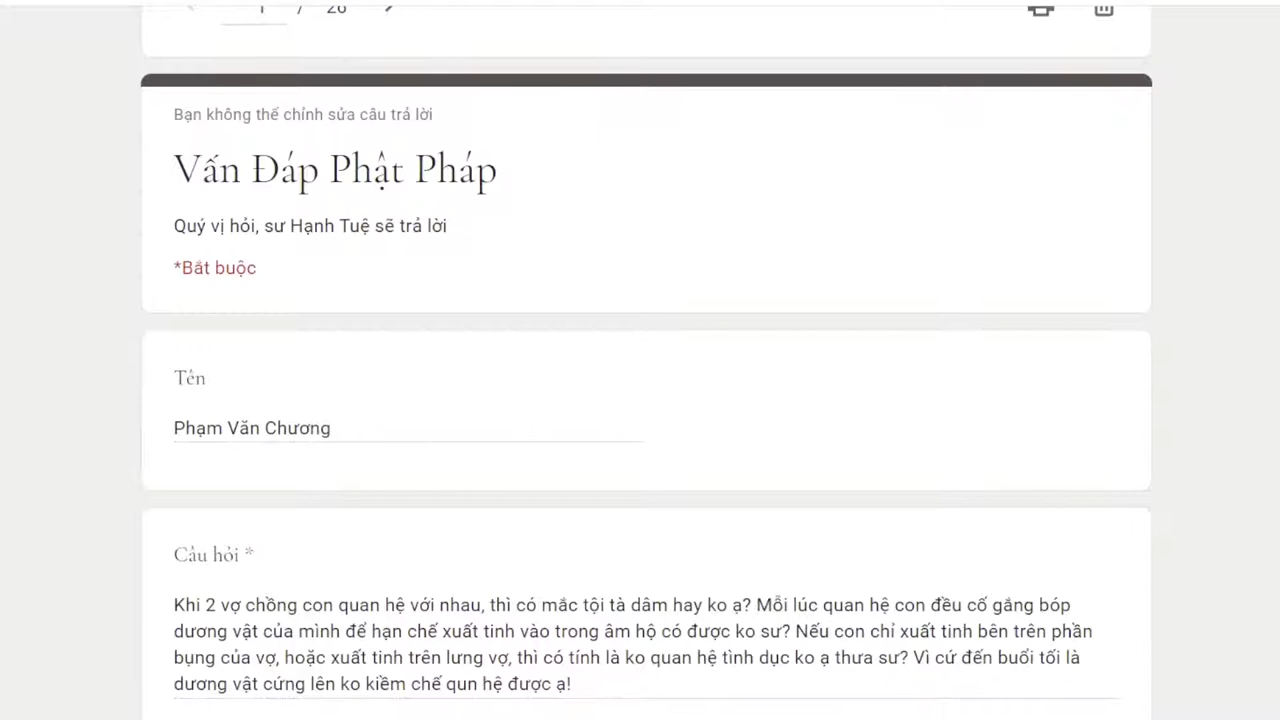 1 / 26
Bạn không thể chỉnh sửa câu trả lời
Vấn Đáp Phật Pháp
Quý vị hỏi, sư Hạnh Tuệ sẽ trả lời
*Bắt buộc
Tên
Phạm Văn Chương
Câu hỏi *
Khi 2 vợ chồng con quan hệ với nhau, thì có mắc tội tà dâm hay ko ạ? Mỗi lúc quan hệ con đều cố gắng bóp
dương vật của mình để hạn chế xuất tinh vào trong âm hộ có được ko sư? Nếu con chỉ xuất tinh bên trên phần
bụng của vợ, hoặc xuất tinh trên lưng vợ, thì có tính là ko quan hệ tình dục ko ạ thưa sư? Vì cứ đến buổi tối là
dương vật cứng lên ko kiềm chế qun hệ được ạ!